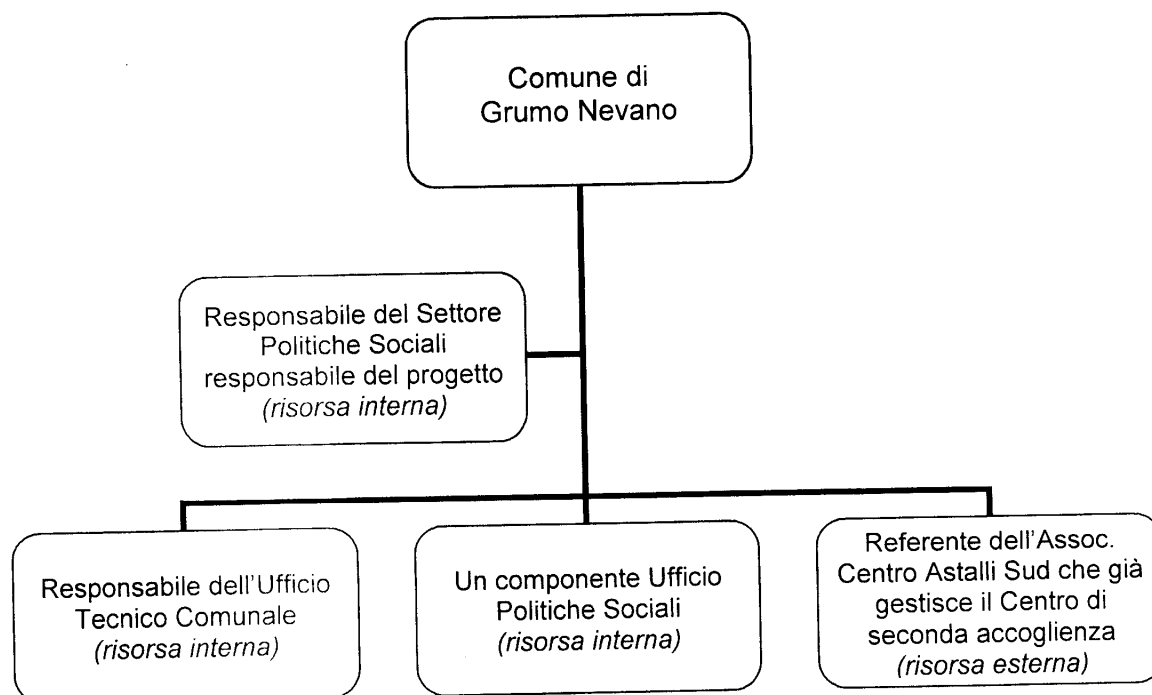 Comune di
Grumo Nevano
Responsabile del Settore
Politiche Sociali
responsabile del progetto
(risorsa interna)
Responsabile dell'Ufficio
Tecnico Comunale
(risorsa interna)
Un componente Ufficio
Politiche Sociali
(risorsa interna)
Referente dell'Assoc.
Centro Astalli Sud che già
gestisce il Centro di
seconda accoglienza
(risorsa esterna)